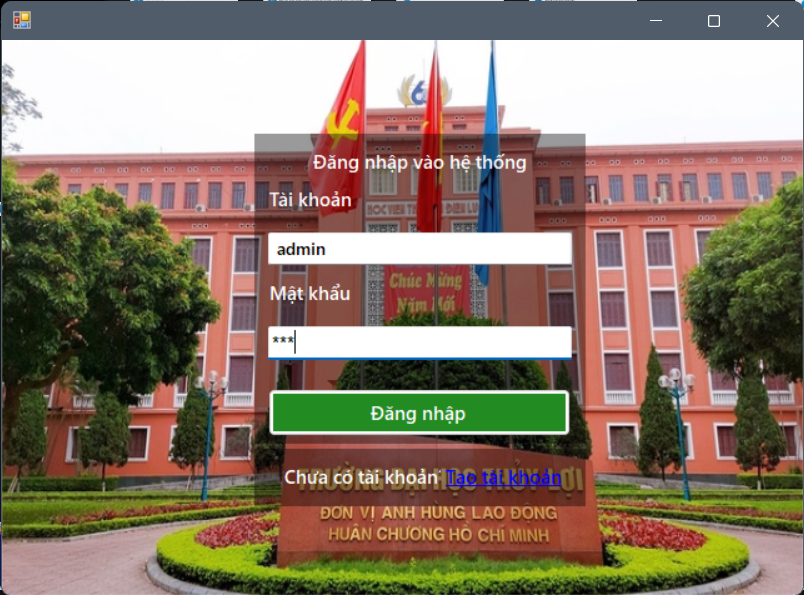 Đăng nhập vào hệ thống
Tài khoản
admin
Chúc Mừng
Năm Mới
Mật khẩu
***
Đăng nhập
Chưa có tài khoản Tạo tài khoản
TRƯỜNG ĐẠI HỌC THỦY LỢI
ĐƠN VỊ ANH HÙNG LAO ĐỘNG
HUÂN CHƯƠNG HỒ CHÍ MINH